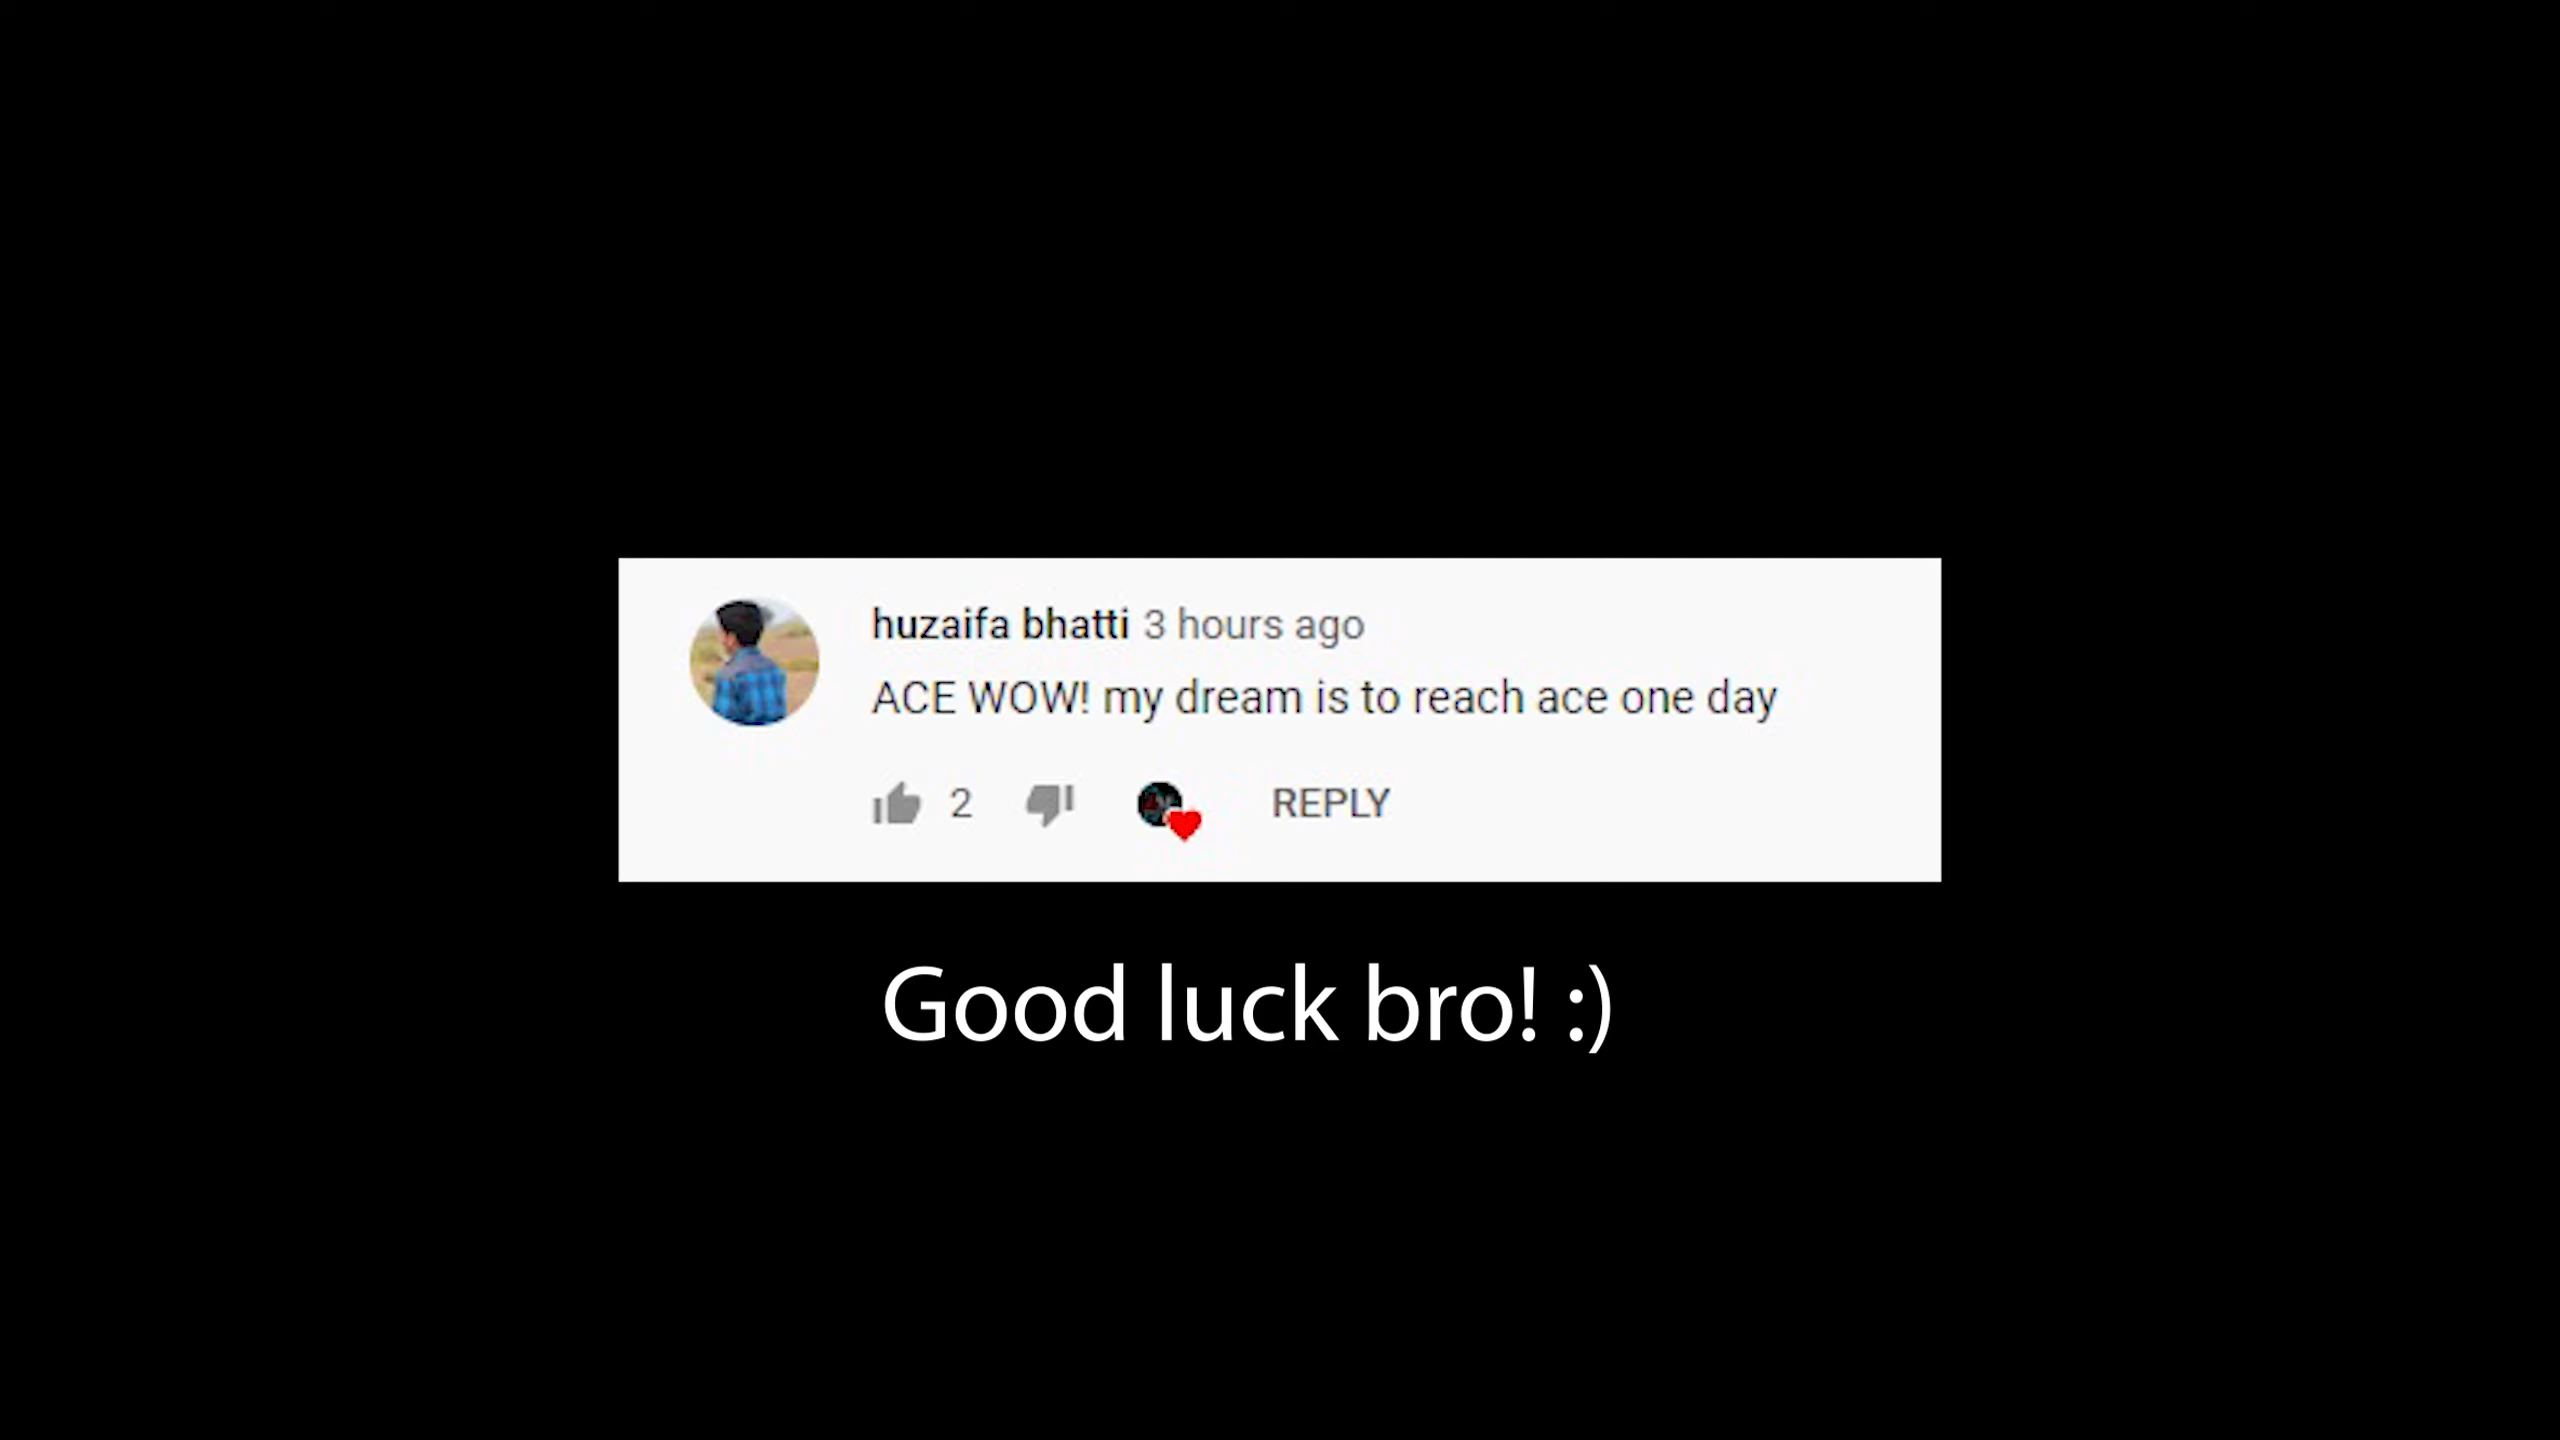 huzaifa bhatti 3 hours ago
ACE WOW! my dream is to reach ace one day
2 REPLY
Good luck bro! :)